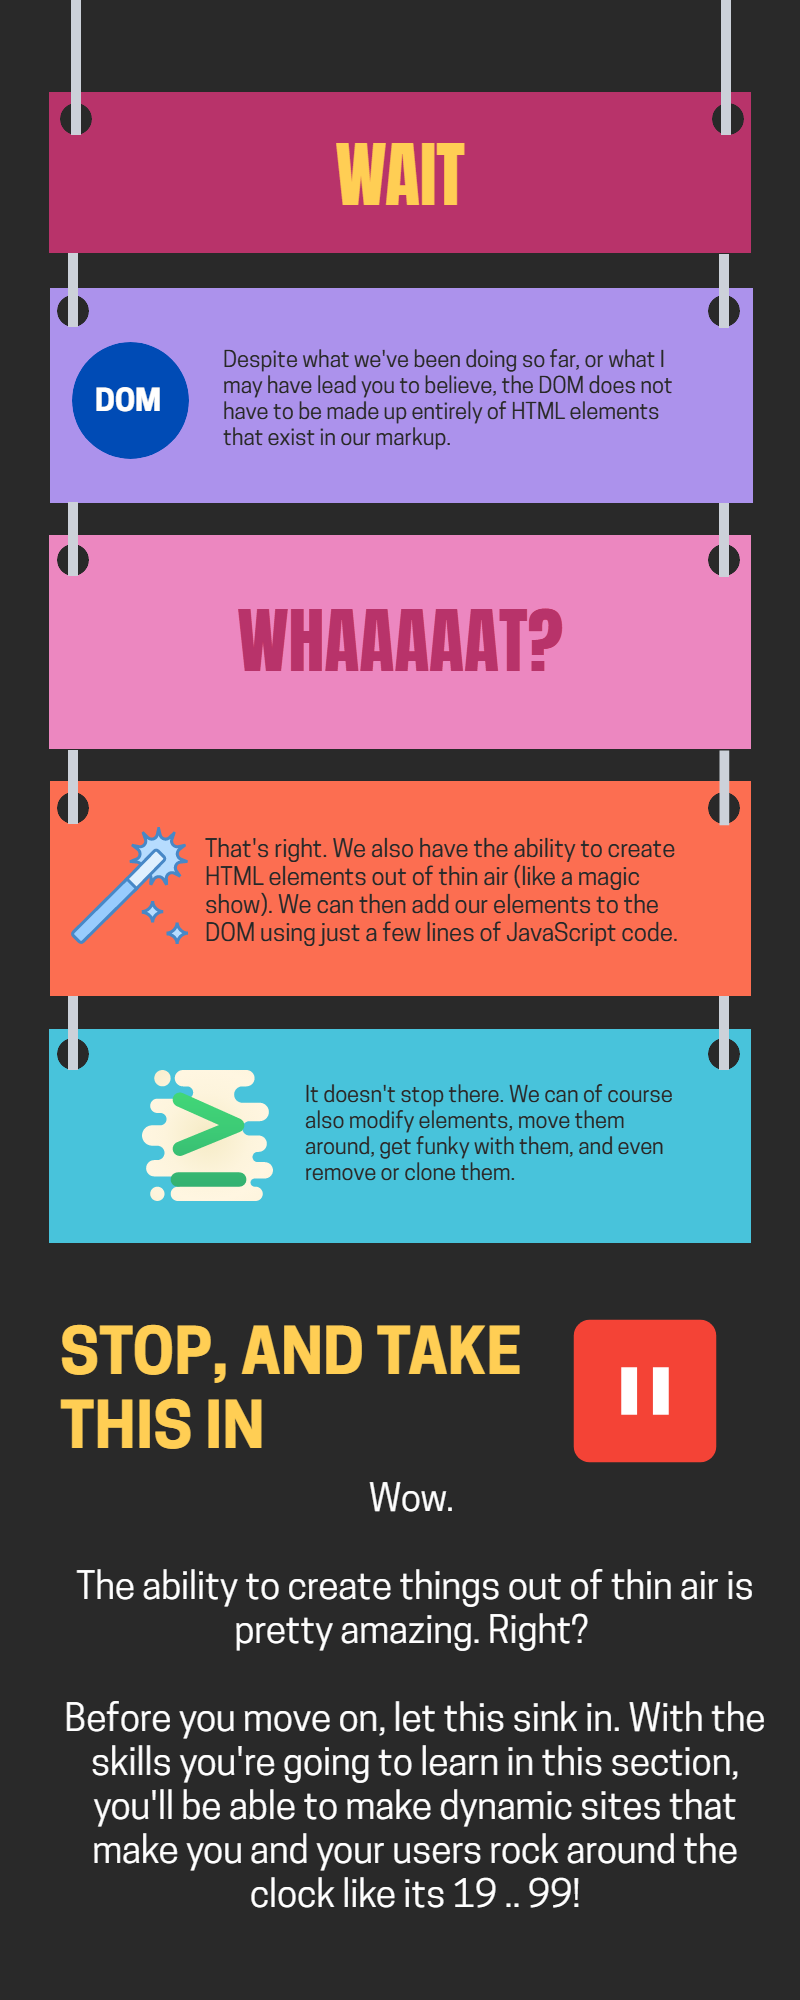 WAIT
DOM
Despite what we've been doing so far, or what I
may have lead you to believe, the DOM does not
have to be made up entirely of HTML elements
that exist in our markup.
WHAAAAAT?
That's right. We also have the ability to create
HTML elements out of thin air (like a magic
show). We can then add our elements to the
DOM using just a few lines of JavaScript code.
It doesn't stop there. We can of course
also modify elements, move them
around, get funky with them, and even
remove or clone them.
STOP, AND TAKE
THIS IN
Wow.
The ability to create things out of thin air is
pretty amazing. Right?
Before you move on, let this sink in. With the
skills you're going to learn in this section,
you'll be able to make dynamic sites that
make you and your users rock around the
clock like its 19 .. 99!